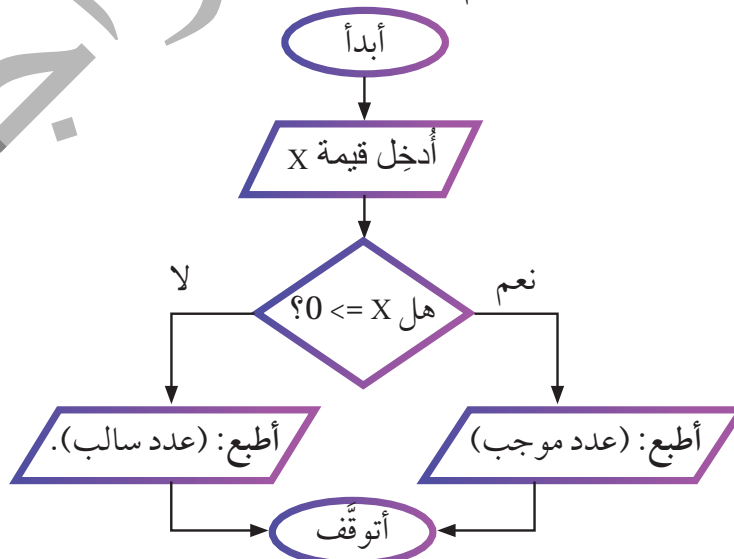 أبدأ
أُدخِل قيمة X
هل X => 0؟
نعم
لا
أطبع: (عدد موجب)
أطبع: (عدد سالب).
أتوقَّف